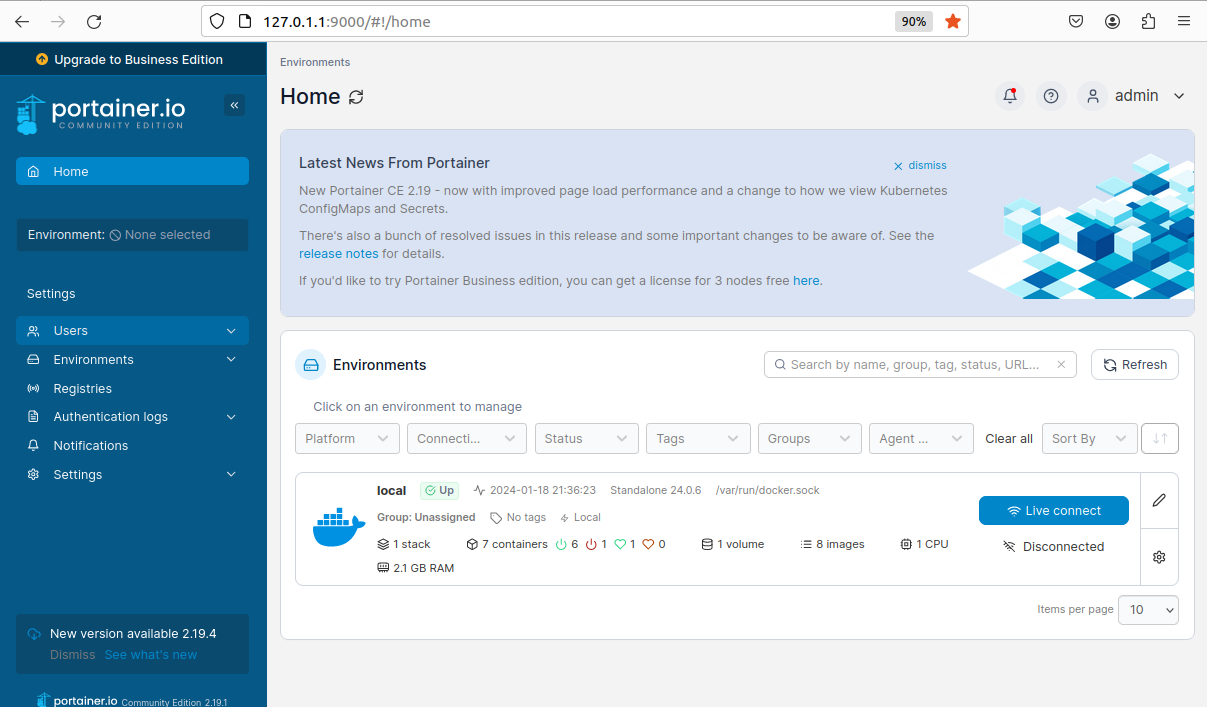 127.0.1.1:9000/#!/home
90%
Upgrade to Business Edition
portainer.io
COMMUNITY EDITION
Home
Environment: None selected
Settings
Users
Environments
Registries
Authentication logs
Notifications
Settings
New version available 2.19.4
Dismiss See what's new
portainer.io Community Edition 2.19.1
Environments
Home
admin
Latest News From Portainer
dismiss
New Portainer CE 2.19 - now with improved page load performance and a change to how we view Kubernetes
ConfigMaps and Secrets.
There's also a bunch of resolved issues in this release and some important changes to be aware of. See the
release notes for details.
If you'd like to try Portainer Business edition, you can get a license for 3 nodes free here.
Environments
Search by name, group, tag, status, URL...
Refresh
Click on an environment to manage
Platform
Connecti...
Status
Tags
Groups
Agent ...
Clear all
Sort By
local Up 2024-01-18 21:36:23 Standalone 24.0.6 /var/run/docker.sock
Group: Unassigned No tags Local
Live connect
1 stack 7 containers 6 1 1 0 1 volume 8 images 1 CPU
Disconnected
2.1 GB RAM
Items per page 10